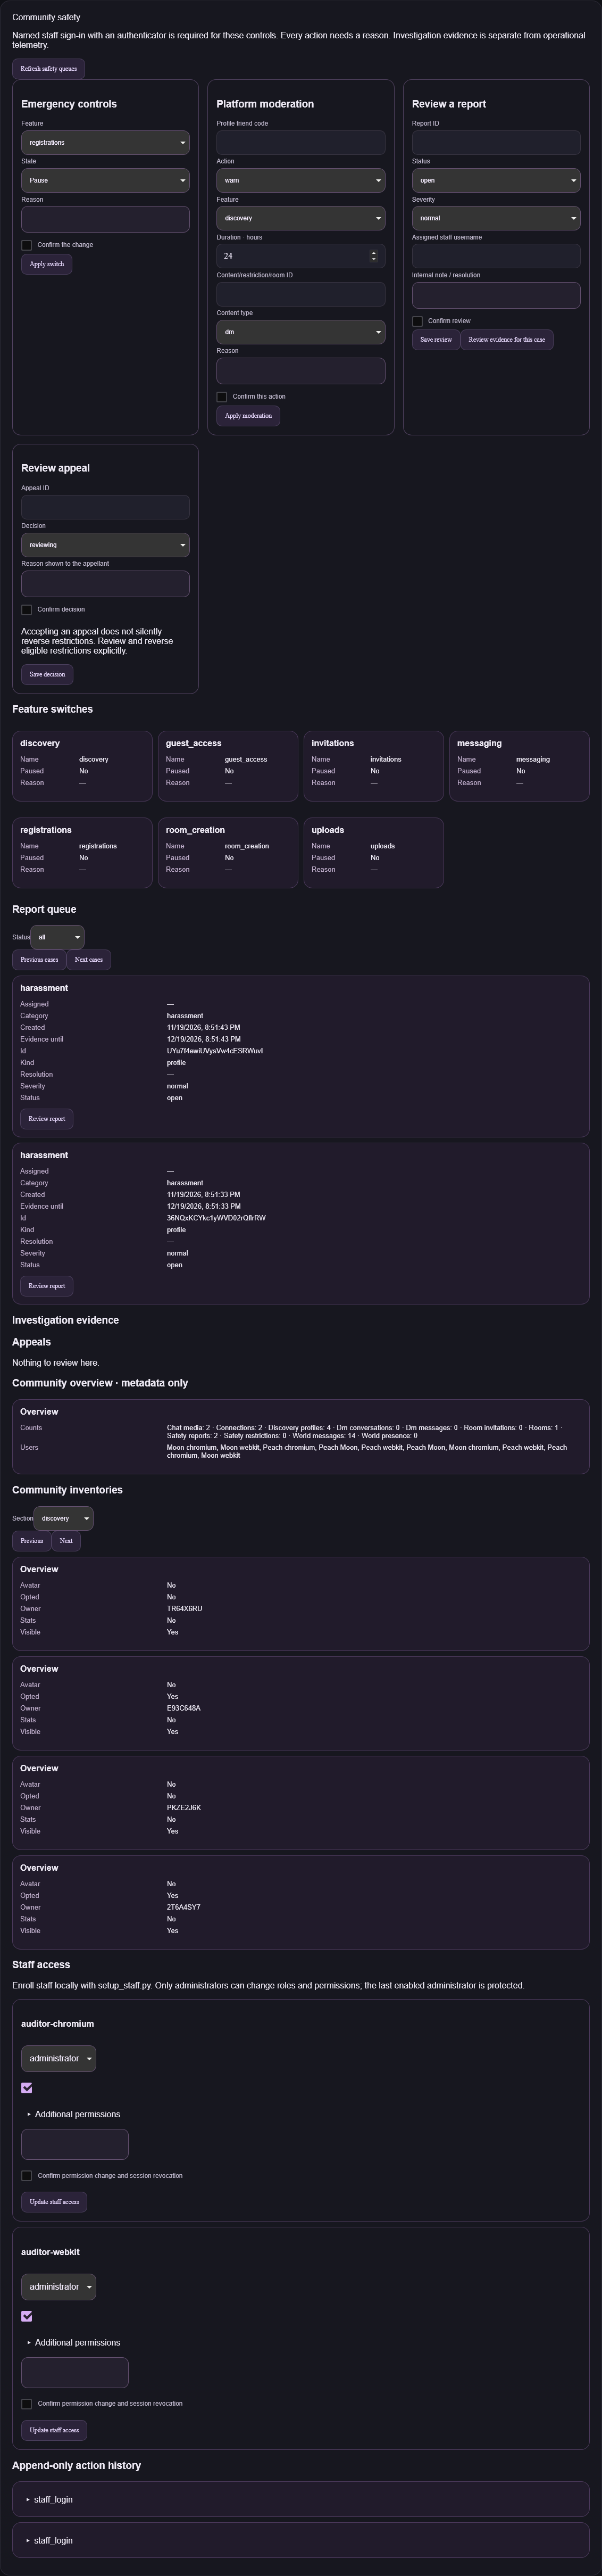 Community safety
Named staff sign-in with an authenticator is required for these controls. Every action needs a reason. Investigation evidence is separate from operational
telemetry.
Refresh safety queues
Emergency controls
Feature
registrations
State
Pause
Reason
Confirm the change
Apply switch
Platform moderation
Profile friend code
Action
warn
Feature
discovery
Duration · hours
24
Content/restriction/room ID
Content type
dm
Reason
Confirm this action
Apply moderation
Review a report
Report ID
Status
open
Severity
normal
Assigned staff username
Internal note / resolution
Confirm review
Save review
Review evidence for this case
Review appeal
Appeal ID
Decision
reviewing
Reason shown to the appellant
Confirm decision
Accepting an appeal does not silently
reverse restrictions. Review and reverse
eligible restrictions explicitly.
Save decision
Feature switches
discovery
Name discovery
Paused No
Reason —
guest_access
Name guest_access
Paused No
Reason —
invitations
Name invitations
Paused No
Reason —
messaging
Name messaging
Paused No
Reason —
registrations
Name registrations
Paused No
Reason —
room_creation
Name room_creation
Paused No
Reason —
uploads
Name uploads
Paused No
Reason —
Report queue
Status all
Previous cases
Next cases
harassment
Assigned —
Category harassment
Created 11/19/2026, 8:51:43 PM
Evidence until 12/19/2026, 8:51:43 PM
Id UYu7f4ewiUVysVw4cESRWuvI
Kind profile
Resolution —
Severity normal
Status open
Review report
harassment
Assigned —
Category harassment
Created 11/19/2026, 8:51:33 PM
Evidence until 12/19/2026, 8:51:33 PM
Id 36NQxKCYkc1yWVD02rQflrRW
Kind profile
Resolution —
Severity normal
Status open
Review report
Investigation evidence
Appeals
Nothing to review here.
Community overview · metadata only
Overview
Counts Chat media: 2 · Connections: 2 · Discovery profiles: 4 · Dm conversations: 0 · Dm messages: 0 · Room invitations: 0 · Rooms: 1 ·
Safety reports: 2 · Safety restrictions: 0 · World messages: 14 · World presence: 0
Users Moon chromium, Moon webkit, Peach chromium, Peach Moon, Peach webkit, Peach Moon, Moon chromium, Peach webkit, Peach
chromium, Moon webkit
Community inventories
Section discovery
Previous
Next
Overview
Avatar No
Opted No
Owner TR64X6RU
Stats No
Visible Yes
Overview
Avatar No
Opted Yes
Owner E93C648A
Stats No
Visible Yes
Overview
Avatar No
Opted No
Owner PKZE2J6K
Stats No
Visible Yes
Overview
Avatar No
Opted Yes
Owner 2T6A4SY7
Stats No
Visible Yes
Staff access
Enroll staff locally with setup_staff.py. Only administrators can change roles and permissions; the last enabled administrator is protected.
auditor-chromium
administrator
Additional permissions
Confirm permission change and session revocation
Update staff access
auditor-webkit
administrator
Additional permissions
Confirm permission change and session revocation
Update staff access
Append-only action history
staff_login
staff_login